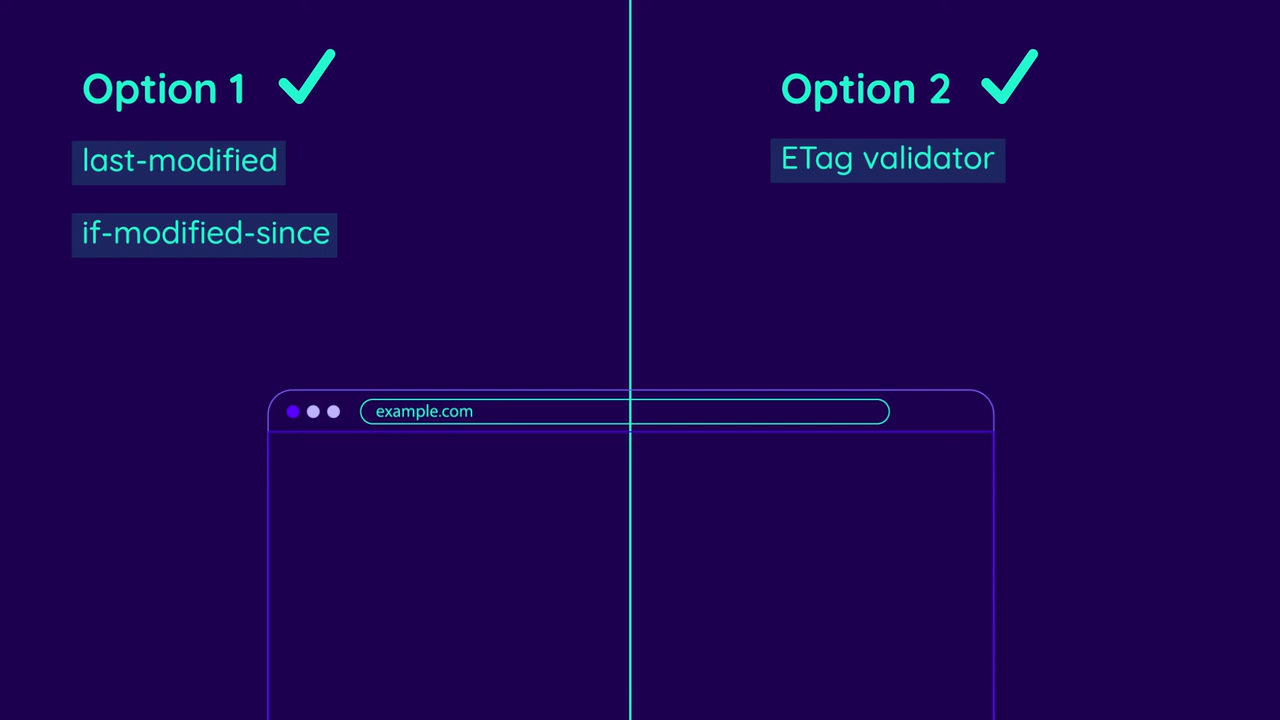 Option 1
last-modified
if-modified-since
Option 2
ETag validator
example.com